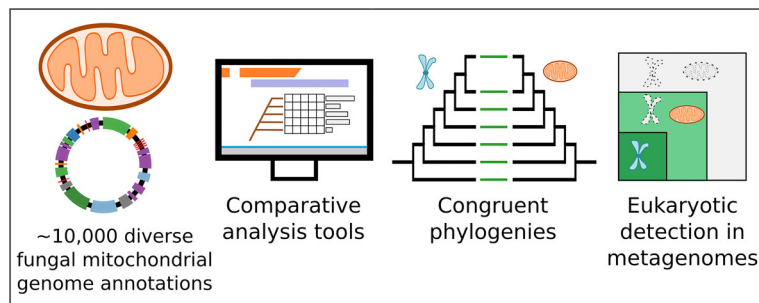 ~10,000 diverse
fungal mitochondrial
genome annotations
Comparative
analysis tools
Congruent
phylogenies
Eukaryotic
detection in
metagenomes